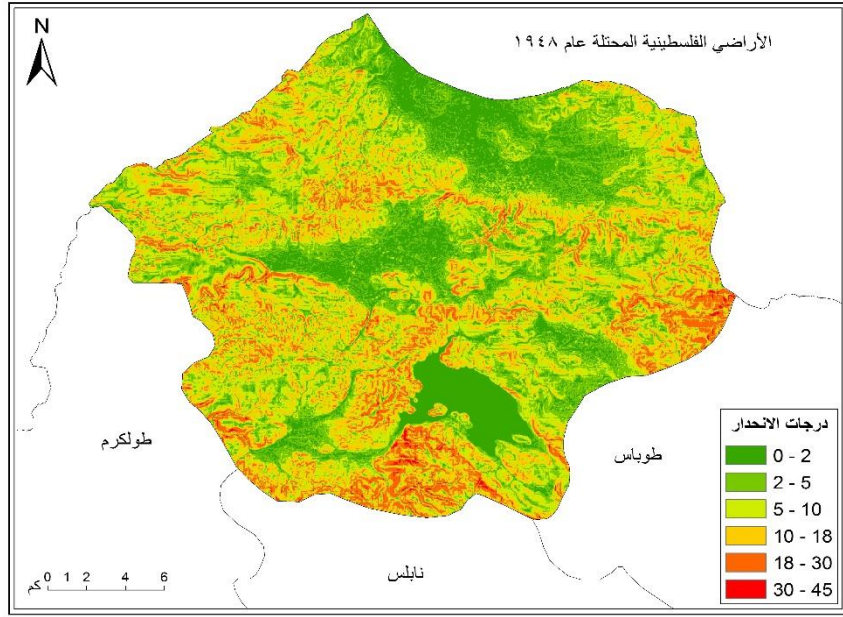 N
الأراضي الفلسطينية المحتلة عام ١٩٤٨
طولكرم
طوباس
نابلس
درجات الانحدار
0 - 2
2 - 5
5 - 10
10 - 18
18 - 30
30 - 45
0 1 2 4 6
كم